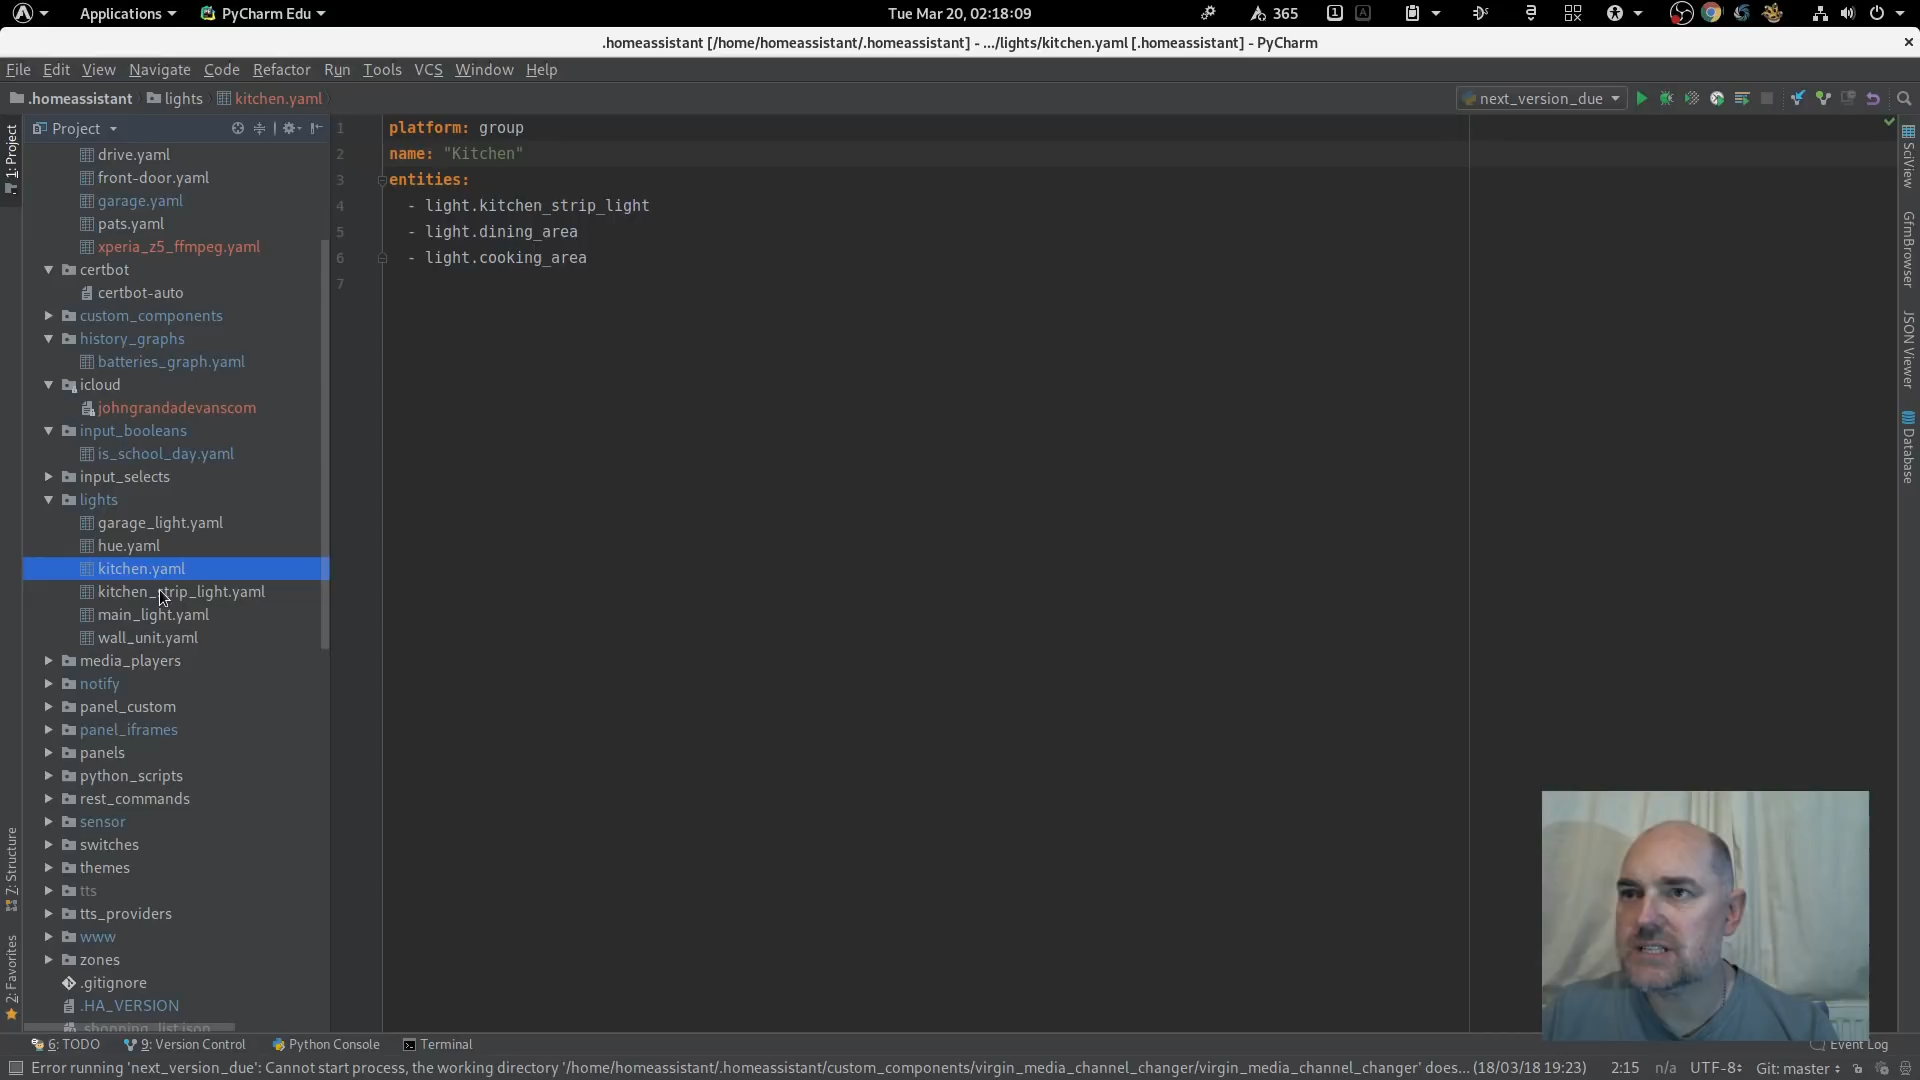 Applications
PyCharm Edu
Tue Mar 20, 02:18:09
365
1
A
.homeassistant [/home/homeassistant/.homeassistant] - .../lights/kitchen.yaml [.homeassistant] - PyCharm
File Edit View Navigate Code Refactor Run Tools VCS Window Help
.homeassistant lights kitchen.yaml
next_version_due
1: Project
Project
drive.yaml
front-door.yaml
garage.yaml
pats.yaml
xperia_z5_ffmpeg.yaml
certbot
certbot-auto
custom_components
history_graphs
batteries_graph.yaml
icloud
johngrandadevanscom
input_booleans
is_school_day.yaml
input_selects
lights
garage_light.yaml
hue.yaml
kitchen.yaml
kitchen_strip_light.yaml
main_light.yaml
wall_unit.yaml
media_players
notify
panel_custom
panel_iframes
panels
python_scripts
rest_commands
sensor
switches
themes
tts
tts_providers
www
zones
.gitignore
.HA_VERSION
.shopping_list.json
1 platform: group
2 name: "Kitchen"
3 entities:
4 - light.kitchen_strip_light
5 - light.dining_area
6 - light.cooking_area
7
SciView
GfmBrowser
JSON Viewer
Database
7: Structure
2: Favorites
6: TODO
9: Version Control
Python Console
Terminal
Event Log
Error running 'next_version_due': Cannot start process, the working directory '/home/homeassistant/.homeassistant/custom_components/virgin_media_channel_changer/virgin_media_channel_changer' does... (18/03/18 19:23)
2:15 n/a UTF-8 Git: master